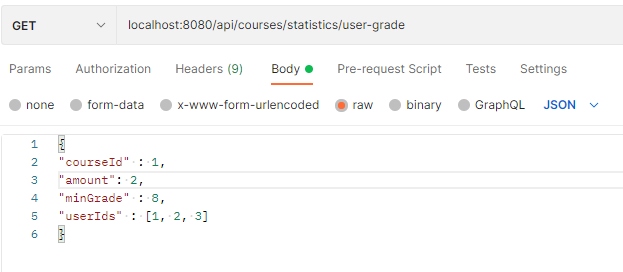 GET localhost:8080/api/courses/statistics/user-grade
Params Authorization Headers (9) Body Pre-request Script Tests Settings
none form-data x-www-form-urlencoded raw binary GraphQL JSON
1 {
2 "courseId" : 1,
3 "amount": 2,
4 "minGrade" : 8,
5 "userIds" : [1, 2, 3]
6 }